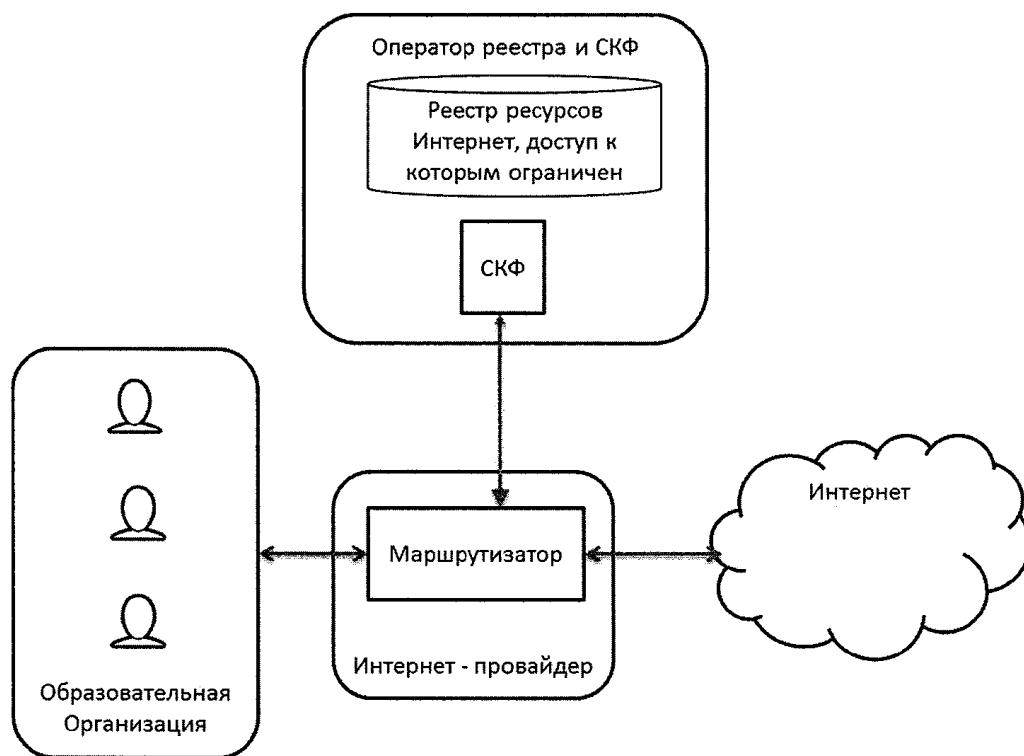 Оператор реестра и СКФ
Реестр ресурсов
Интернет, доступ к
которым ограничен
СКФ
Интернет
Маршрутизатор
Интернет - провайдер
Образовательная
Организация